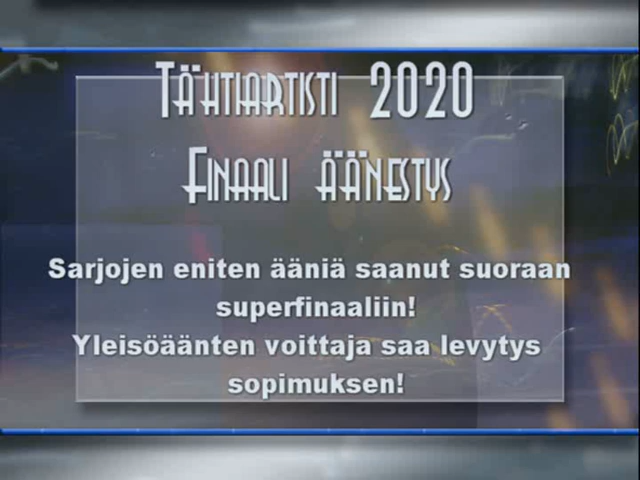 Tähtiartisti 2020
Finaali äänestys
Sarjojen eniten ääniä saanut suoraan
superfinaaliin!
Yleisöäänten voittaja saa levytys
sopimuksen!